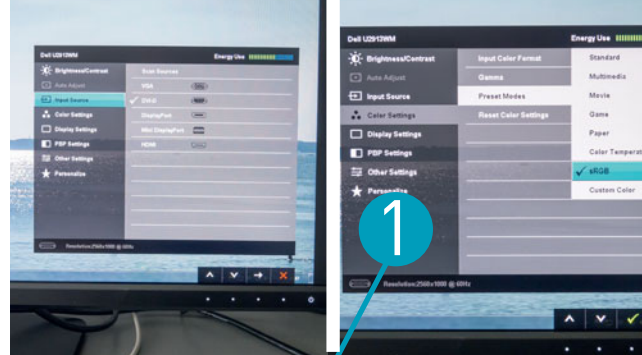 Dell U2913WM
Energy Use
Brightness/Contrast
Scan Sources
Auto Adjust
VGA
Input Source
DVI-D
Color Settings
DisplayPort
Display Settings
Mini DisplayPort
PBP Settings
HDMI
Other Settings
Personalize
Resolution:2560x1080 @ 60Hz
Dell U2913WM
Energy Use
Brightness/Contrast
Input Color Format
Standard
Auto Adjust
Gamma
Multimedia
Input Source
Preset Modes
Movie
Color Settings
Reset Color Settings
Game
Display Settings
Paper
PBP Settings
Color Temperat
Other Settings
sRGB
Personalize
Custom Color
1
Resolution:2560x1080 @ 60Hz